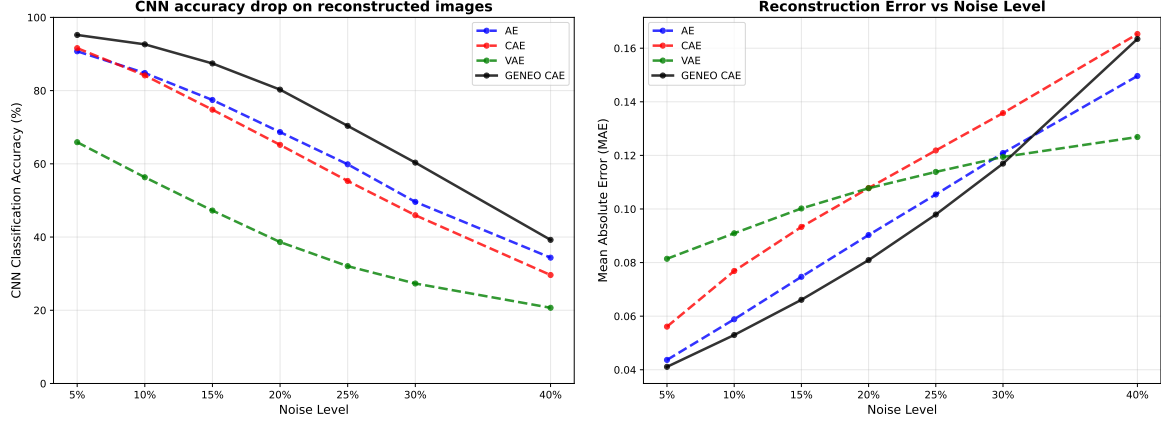 CNN accuracy drop on reconstructed images
100
80
60
40
20
0
CNN Classification Accuracy (%)
AE
CAE
VAE
GENEO CAE
5% 10% 15% 20% 25% 30% 40%
Noise Level
Reconstruction Error vs Noise Level
0.16
0.14
0.12
0.10
0.08
0.06
0.04
Mean Absolute Error (MAE)
AE
CAE
VAE
GENEO CAE
5% 10% 15% 20% 25% 30% 40%
Noise Level